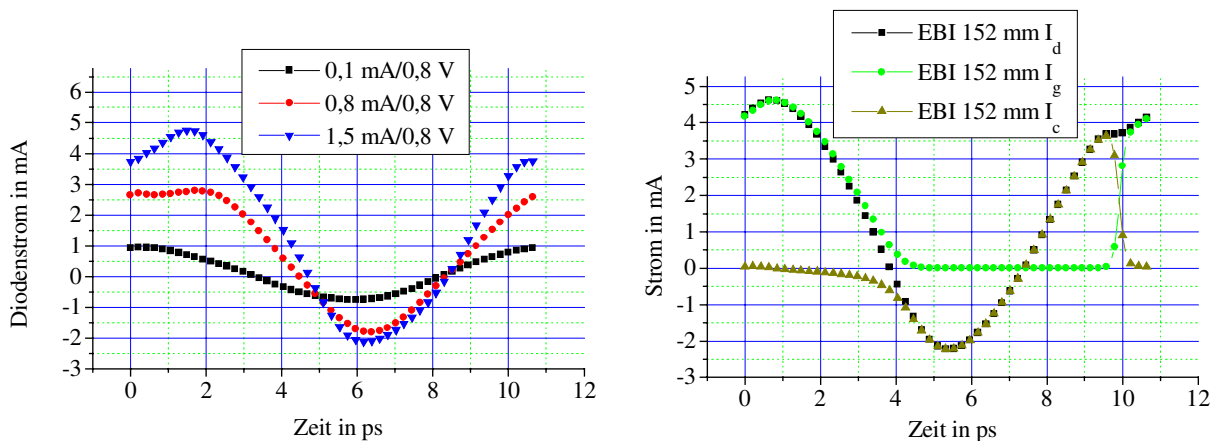 0,1 mA/0,8 V
0,8 mA/0,8 V
1,5 mA/0,8 V
6
5
4
3
2
1
0
-1
-2
-3
Diodenstrom in mA
0 2 4 6 8 10 12
Zeit in ps
EBI 152 mm I_d
EBI 152 mm I_g
EBI 152 mm I_c
5
4
3
2
1
0
-1
-2
-3
Strom in mA
0 2 4 6 8 10 12
Zeit in ps